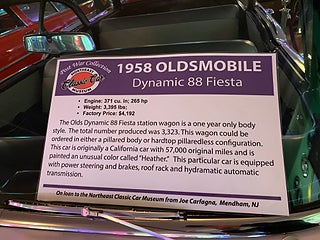 Post War Collection
NORTHEAST
Classic Car
MUSEUM
1958 OLDSMOBILE
Dynamic 88 Fiesta
• Engine: 371 cu. in; 265 hp
• Weight: 3,395 lbs;
• Factory Price: $4,192
The Olds Dynamic 88 Fiesta station wagon is a one year only body
style. The total number produced was 3,323. This wagon could be
ordered in either a pillared body or hardtop pillaredless configuration.
This car is originally a California car with 57,000 original miles and is
painted an unusual color called "Heather." This particular car is equipped
with power steering and brakes, roof rack and hydramatic automatic
transmission.
On loan to the Northeast Classic Car Museum from Joe Carfagna, Mendham, NJ